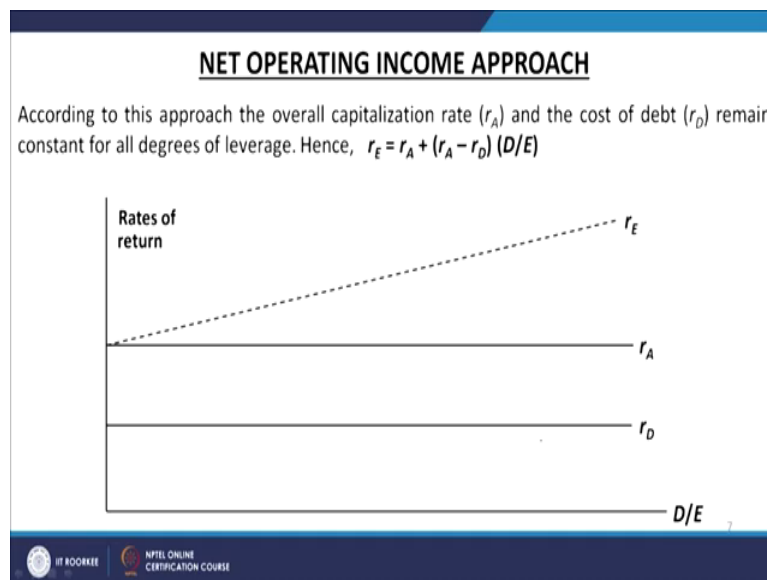 NET OPERATING INCOME APPROACH
According to this approach the overall capitalization rate (rA) and the cost of debt (rD) remain
constant for all degrees of leverage. Hence, rE = rA + (rA – rD) (D/E)
Rates of
return
rE
rA
rD
D/E
7
IIT ROORKEE
NPTEL ONLINE
CERTIFICATION COURSE